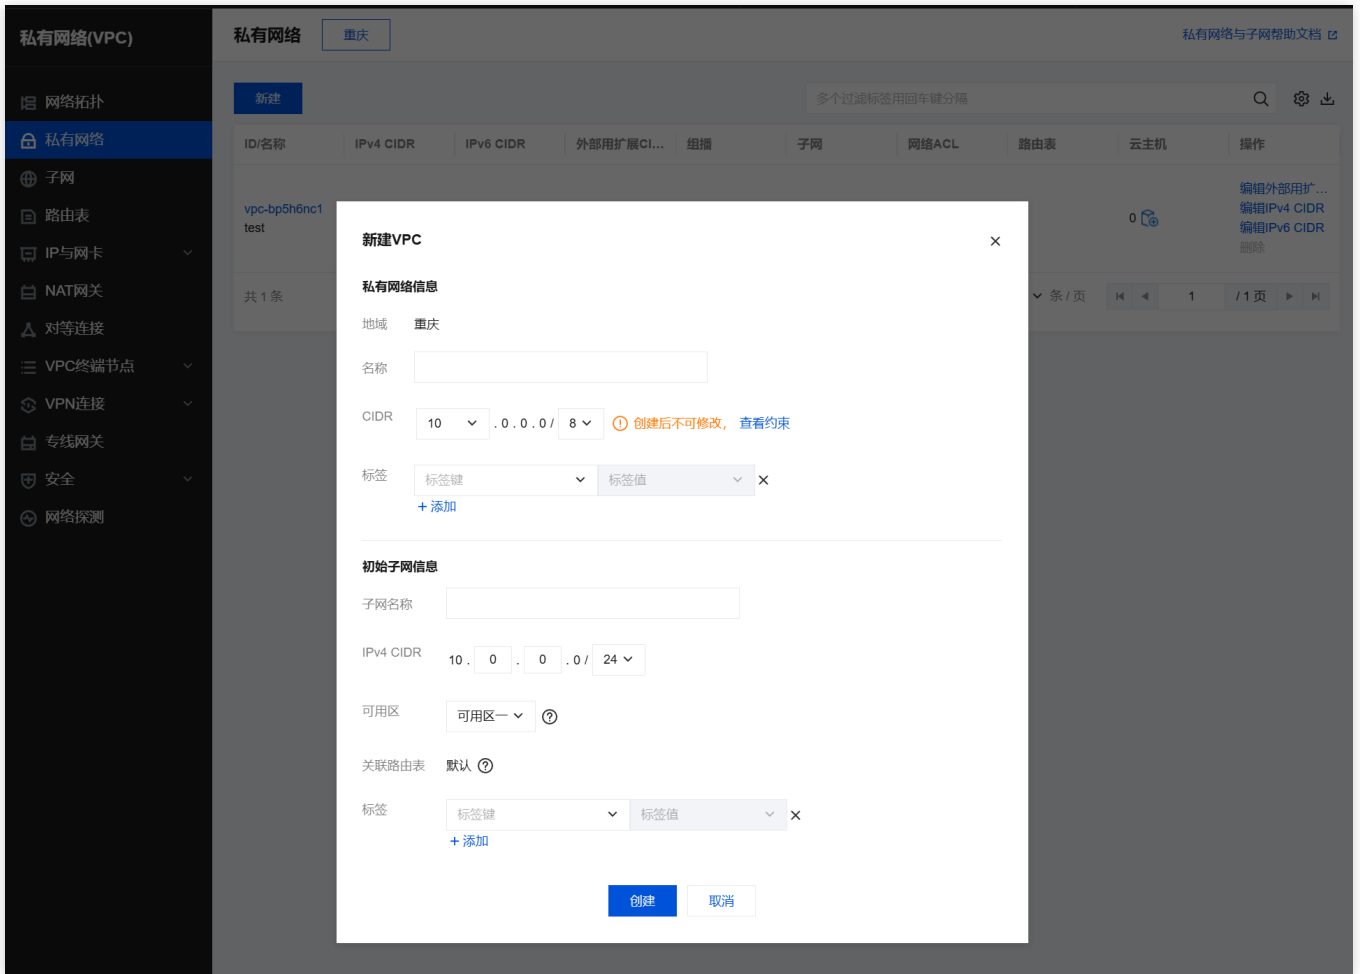 私有网络(VPC)
私有网络
重庆
私有网络与子网帮助文档
网络拓扑
私有网络
子网
路由表
IP与网卡
NAT网关
对等连接
VPC终端节点
VPN连接
专线网关
安全
网络探测
新建
多个过滤标签用回车键分隔
ID/名称 IPv4 CIDR IPv6 CIDR 外部用扩展CI... 组播 子网 网络ACL 路由表 云主机 操作
vpc-bp5h6nc1
test
0
编辑外部用扩...
编辑IPv4 CIDR
编辑IPv6 CIDR
删除
共 1 条
条 / 页
1 / 1 页
新建VPC
私有网络信息
地域 重庆
名称
CIDR 10 . 0 . 0 . 0 / 8 创建后不可修改， 查看约束
标签 标签键 标签值
+ 添加
初始子网信息
子网名称
IPv4 CIDR 10 . 0 . 0 . 0 / 24
可用区 可用区一
关联路由表 默认
标签 标签键 标签值
+ 添加
创建 取消